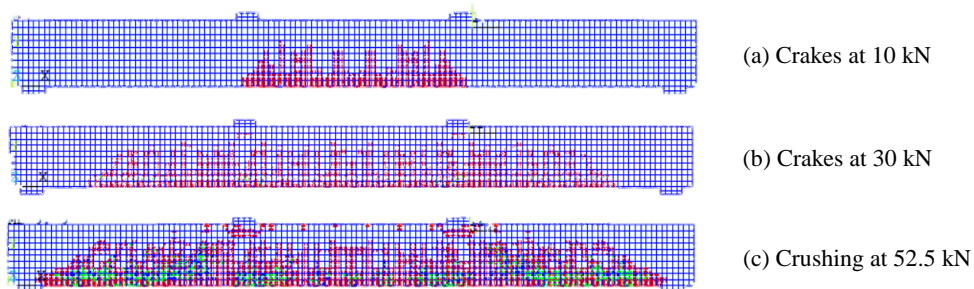 X
(a) Crakes at 10 kN
X
(b) Crakes at 30 kN
X
(c) Crushing at 52.5 kN